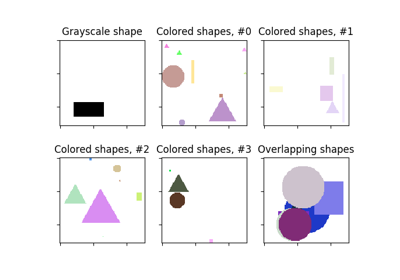 Grayscale shape
Colored shapes, #0
Colored shapes, #1
Colored shapes, #2
Colored shapes, #3
Overlapping shapes